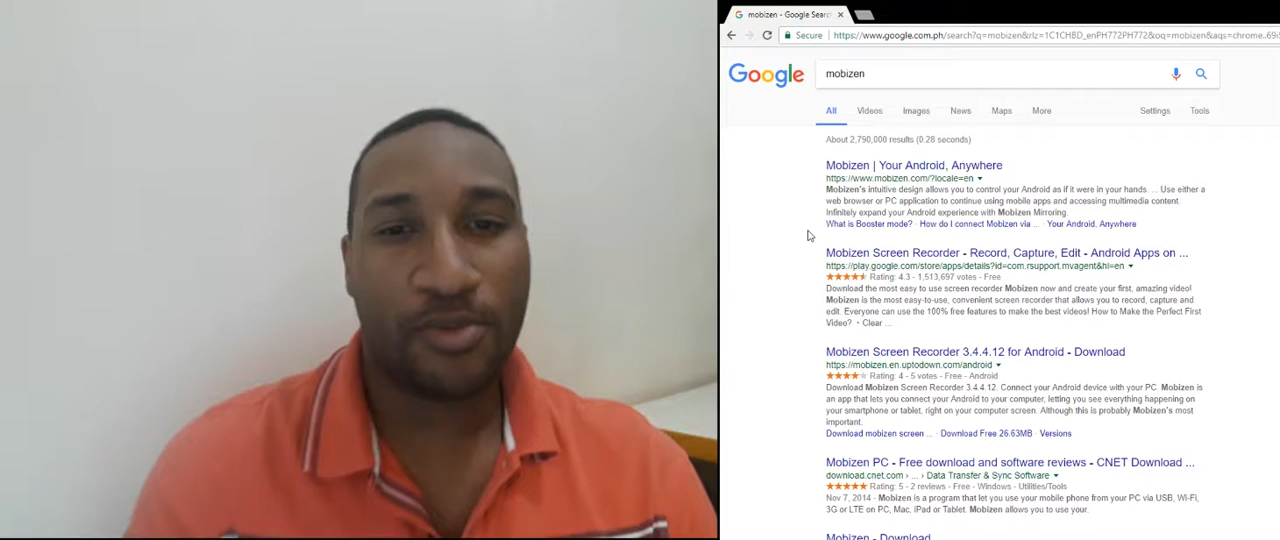 mobizen - Google Searc
Secure
https://www.google.com.ph/search?q=mobizen&rlz=1C1CHBD_enPH772PH772&oq=mobizen&aqs=chrome..69i5
Google
mobizen
All Videos Images News Maps More Settings Tools
About 2,790,000 results (0.28 seconds)
Mobizen | Your Android, Anywhere
https://www.mobizen.com/?locale=en
Mobizen's intuitive design allows you to control your Android as if it were in your hands. ... Use either a
web browser or PC application to continue using mobile apps and accessing multimedia content
Infinitely expand your Android experience with Mobizen Mirroring.
What is Booster mode? · How do I connect Mobizen via ... · Your Android, Anywhere
Mobizen Screen Recorder - Record, Capture, Edit - Android Apps on ...
https://play.google.com/store/apps/details?id=com.rsupport.mvagent&hl=en
Rating: 4.3 - 1,513,697 votes - Free
Download the most easy to use screen recorder Mobizen now and create your first, amazing video!
Mobizen is the most easy-to-use, convenient screen recorder that allows you to record, capture and
edit. Everyone can use the 100% free features to make the best videos! How to Make the Perfect First
Video? • Clear ...
Mobizen Screen Recorder 3.4.4.12 for Android - Download
https://mobizen.en.uptodown.com/android
Rating: 4 - 5 votes - Free - Android
Download Mobizen Screen Recorder 3.4.4.12. Connect your Android device with your PC. Mobizen is
an app that lets you connect your Android to your computer, letting you see everything happening on
your smartphone or tablet, right on your computer screen. Although this is probably Mobizen's most
important.
Download mobizen screen ... · Download Free 26.63MB · Versions
Mobizen PC - Free download and software reviews - CNET Download ...
download.cnet.com › ... › Data Transfer & Sync Software
Rating: 5 - 2 reviews - Free - Windows - Utilities/Tools
Nov 7, 2014 - Mobizen is a program that let you use your mobile phone from your PC via USB, Wi-Fi,
3G or LTE on PC, Mac, iPad or Tablet. Mobizen allows you to use your.
Mobizen - Download